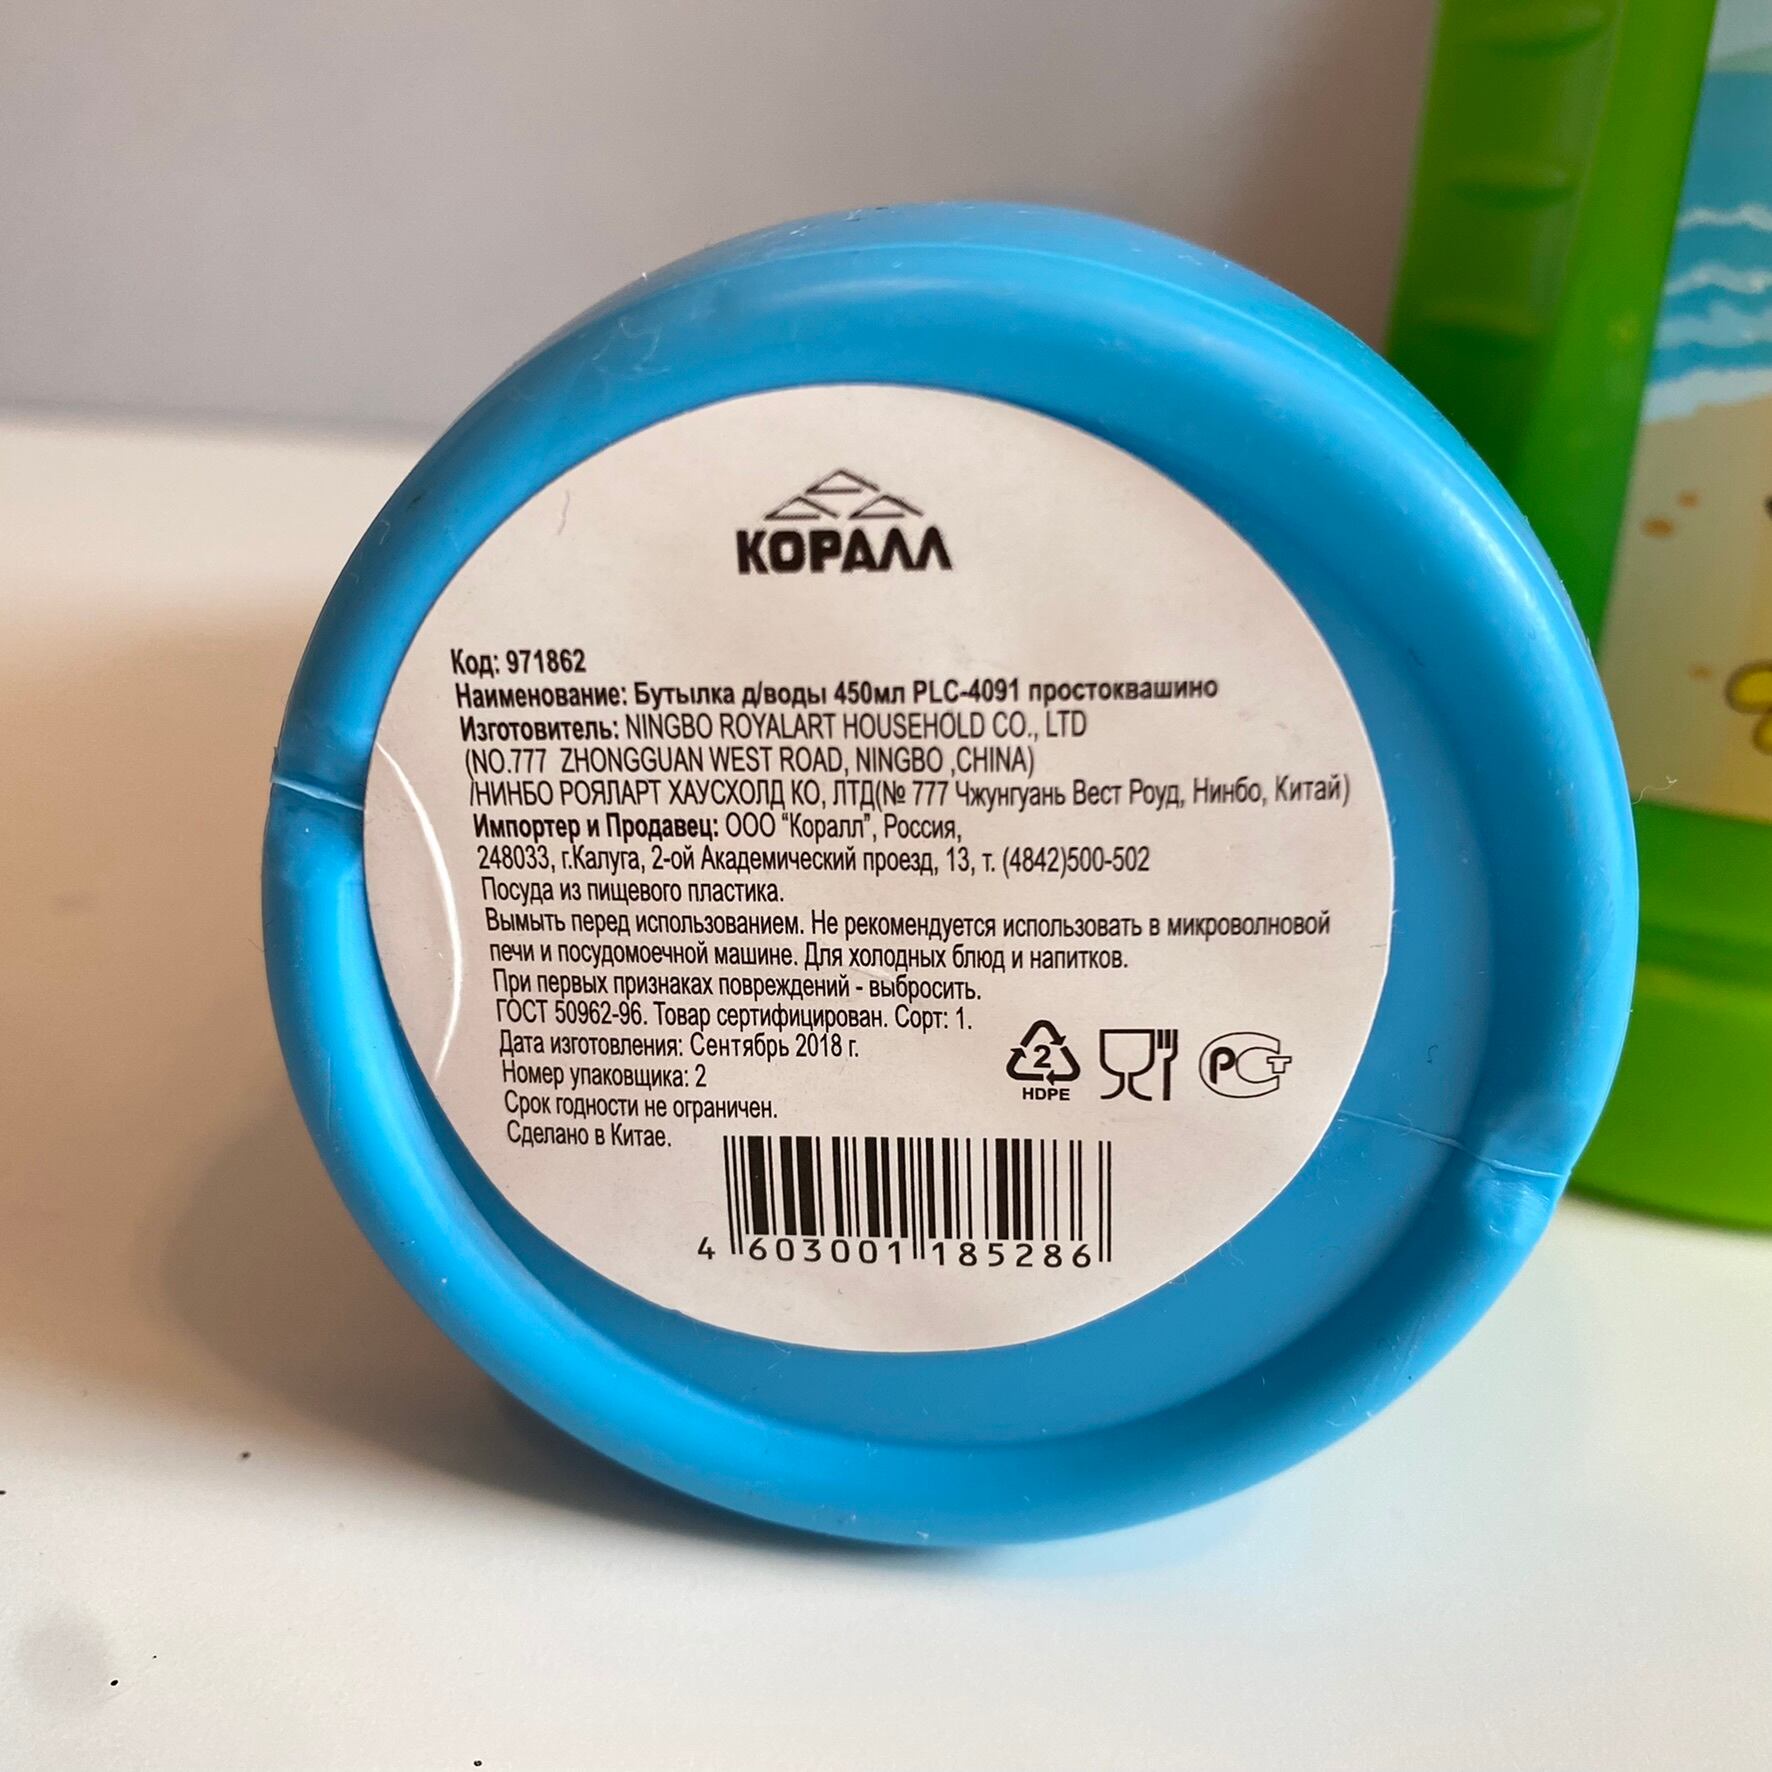 КОРАЛЛ
Код: 971862
Наименование: Бутылка д/воды 450мл PLC-4091 простоквашино
Изготовитель: NINGBO ROYALART HOUSEHOLD CO., LTD
(NO.777 ZHONGGUAN WEST ROAD, NINGBO ,CHINA)
/НИНБО РОЯЛАРТ ХАУСХОЛД КО, ЛТД(№ 777 Чжунгуань Вест Роуд, Нинбо, Китай)
Импортер и Продавец: ООО "Коралл", Россия,
248033, г.Калуга, 2-ой Академический проезд, 13, т. (4842)500-502
Посуда из пищевого пластика.
Вымыть перед использованием. Не рекомендуется использовать в микроволновой
печи и посудомоечной машине. Для холодных блюд и напитков.
При первых признаках повреждений - выбросить.
ГОСТ 50962-96. Товар сертифицирован. Сорт: 1.
Дата изготовления: Сентябрь 2018 г.
Номер упаковщика: 2
Срок годности не ограничен.
Сделано в Китае.
2
HDPE
РСТ
4 603001 185286